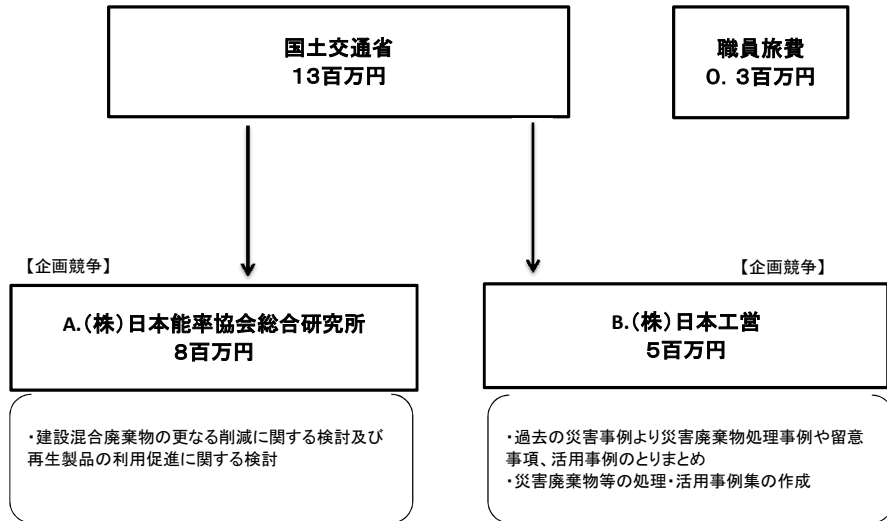 国土交通省
13百万円
職員旅費
０．３百万円
【企画競争】
A.（株）日本能率協会総合研究所
８百万円
・建設混合廃棄物の更なる削減に関する検討及び
再生製品の利用促進に関する検討
【企画競争】
B.（株）日本工営
５百万円
・過去の災害事例より災害廃棄物処理事例や留意
事項、活用事例のとりまとめ
・災害廃棄物等の処理・活用事例集の作成